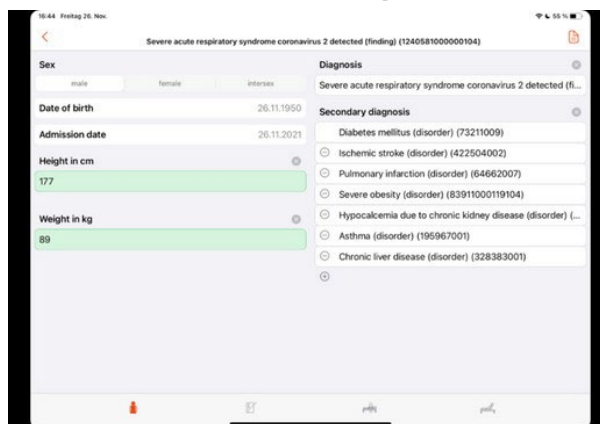 16:44 Freitag 26. Nov.
55 %
Severe acute respiratory syndrome coronavirus 2 detected (finding) (1240581000000104)
Sex
male female intersex
Date of birth 26.11.1950
Admission date 26.11.2021
Height in cm
177
Weight in kg
89
Diagnosis
Severe acute respiratory syndrome coronavirus 2 detected (fi...
Secondary diagnosis
Diabetes mellitus (disorder) (73211009)
Ischemic stroke (disorder) (422504002)
Pulmonary infarction (disorder) (64662007)
Severe obesity (disorder) (83911000119104)
Hypocalcemia due to chronic kidney disease (disorder) (...
Asthma (disorder) (195967001)
Chronic liver disease (disorder) (328383001)